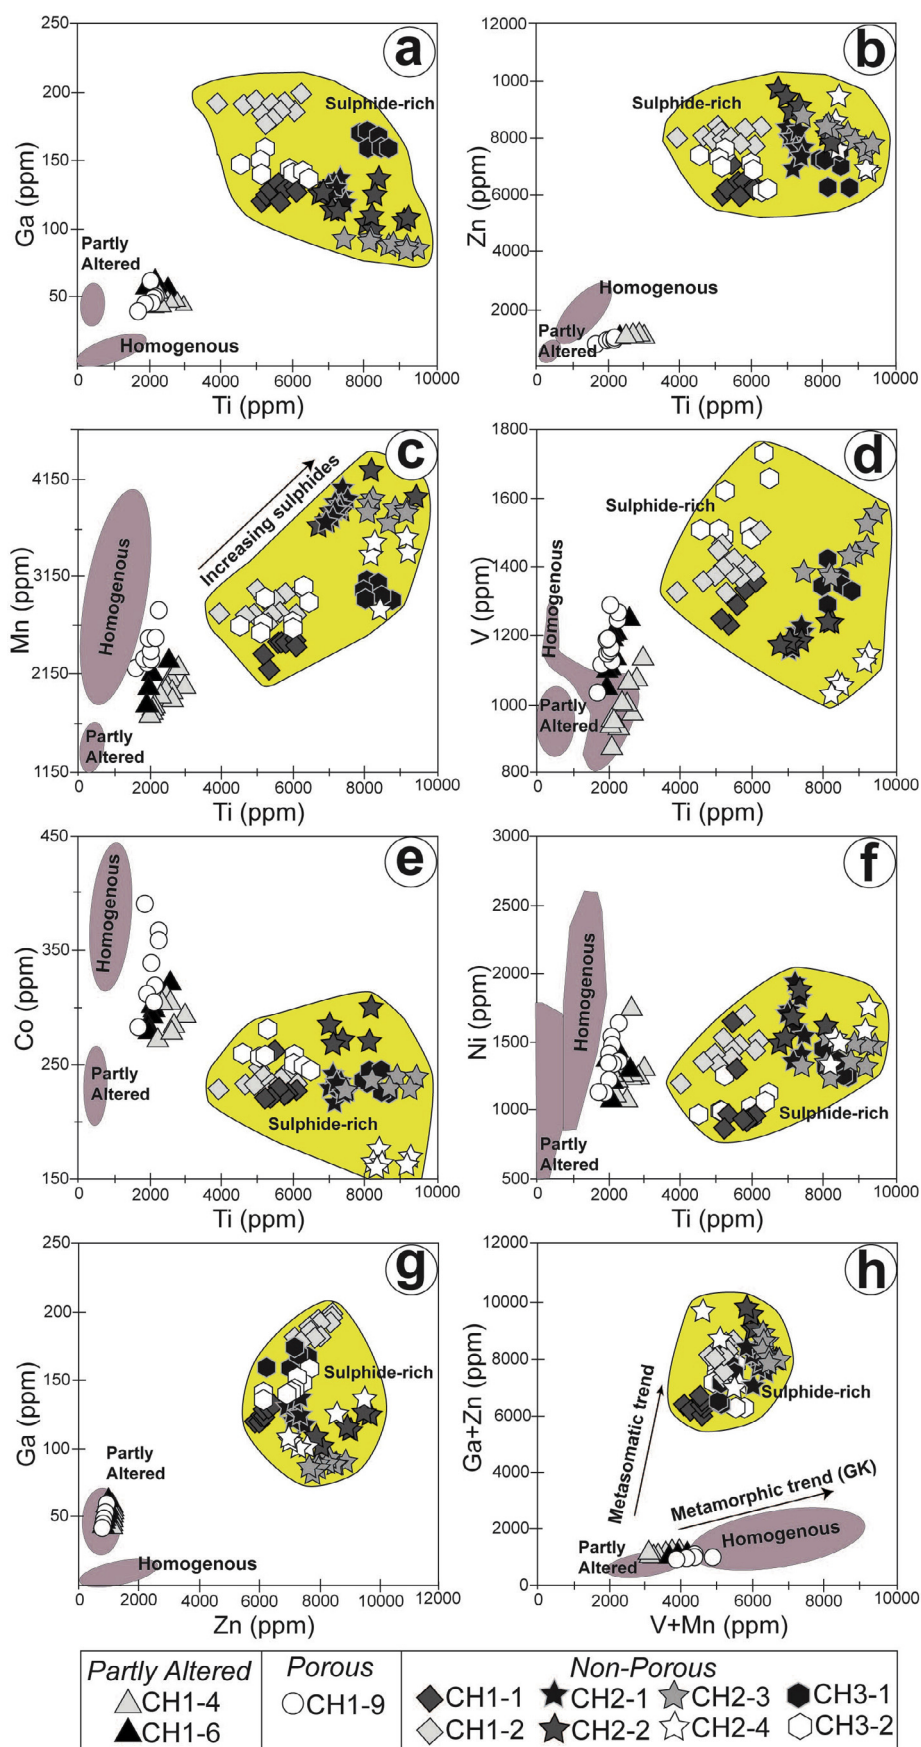 250
200
150
100
50
Ga (ppm)
a
Sulphide-rich
Partly
Altered
Homogenous
0 2000 4000 6000 8000 10000
Ti (ppm)
12000
1000
8000
6000
4000
2000
0
Zn (ppm)
b
Sulphide-rich
Homogenous
Partly
Altered
0 2000 4000 6000 8000 10000
Ti (ppm)
4150
3150
2150
1150
Mn (ppm)
c
Increasing sulphides
Homogenous
Partly
Altered
0 2000 4000 6000 8000 10000
Ti (ppm)
1800
1600
1400
1200
1000
800
V (ppm)
d
Sulphide-rich
Homogenous
Partly
Altered
0 2000 4000 6000 8000 10000
Ti (ppm)
450
350
250
150
Co (ppm)
e
Homogenous
Partly
Altered
Sulphide-rich
0 2000 4000 6000 8000 10000
Ti (ppm)
3000
2500
2000
1500
1000
500
Ni (ppm)
f
Homogenous
Partly
Altered
Sulphide-rich
0 2000 4000 6000 8000 10000
Ti (ppm)
250
200
150
100
50
Ga (ppm)
g
Sulphide-rich
Partly
Altered
Homogenous
0 2000 4000 6000 8000 10000 12000
Zn (ppm)
12000
10000
8000
6000
4000
2000
0
Ga+Zn (ppm)
h
Sulphide-rich
Metasomatic trend
Metamorphic trend (GK)
Homogenous
Partly
Altered
0 2000 4000 6000 8000 10000
V+Mn (ppm)
Partly Altered
CH1-4
CH1-6
Porous
CH1-9
Non-Porous
CH1-1 CH2-1 CH2-3 CH3-1
CH1-2 CH2-2 CH2-4 CH3-2